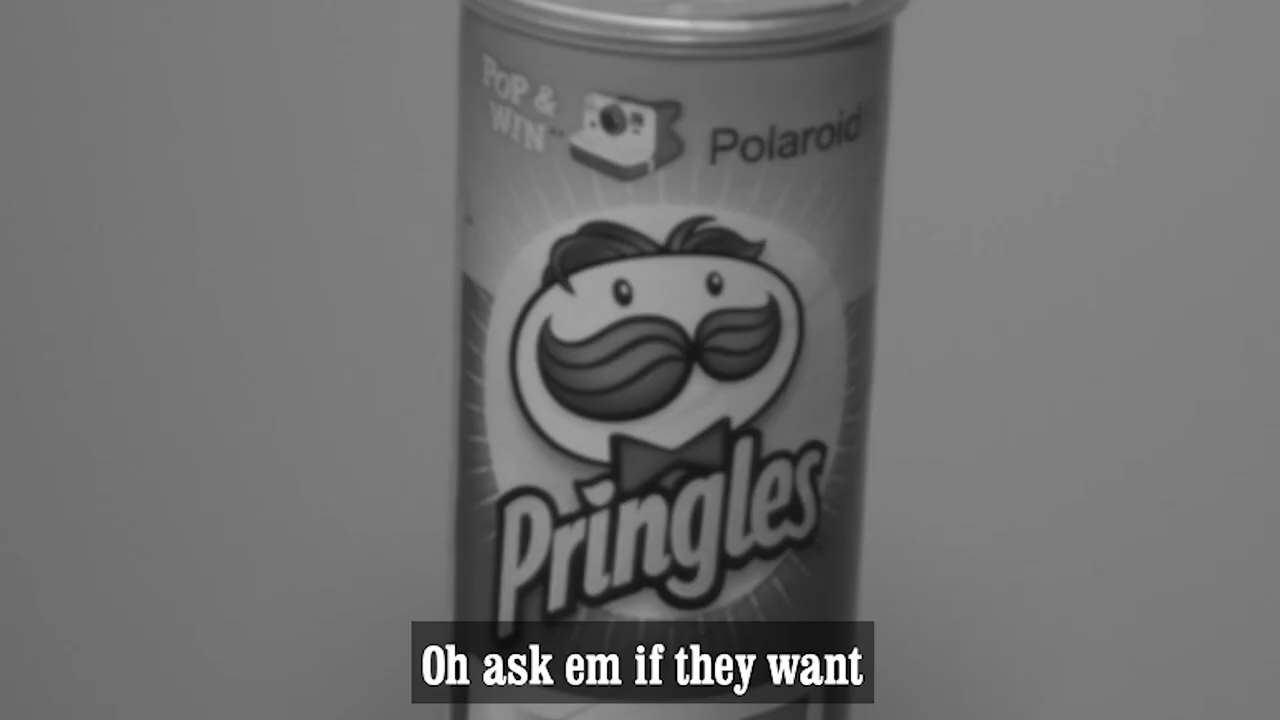 POP &
WIN
Polaroid
Pringles
Oh ask em if they want